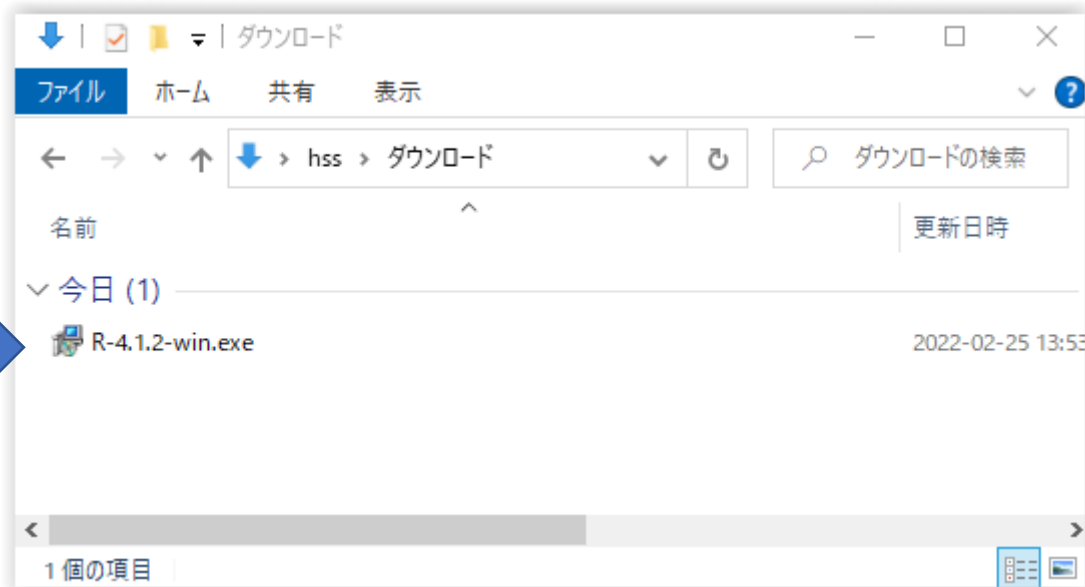 ダウンロード
ファイル ホーム 共有 表示
hss ダウンロード ダウンロードの検索
名前 更新日時
今日 (1)
R-4.1.2-win.exe 2022-02-25 13:53
1 個の項目